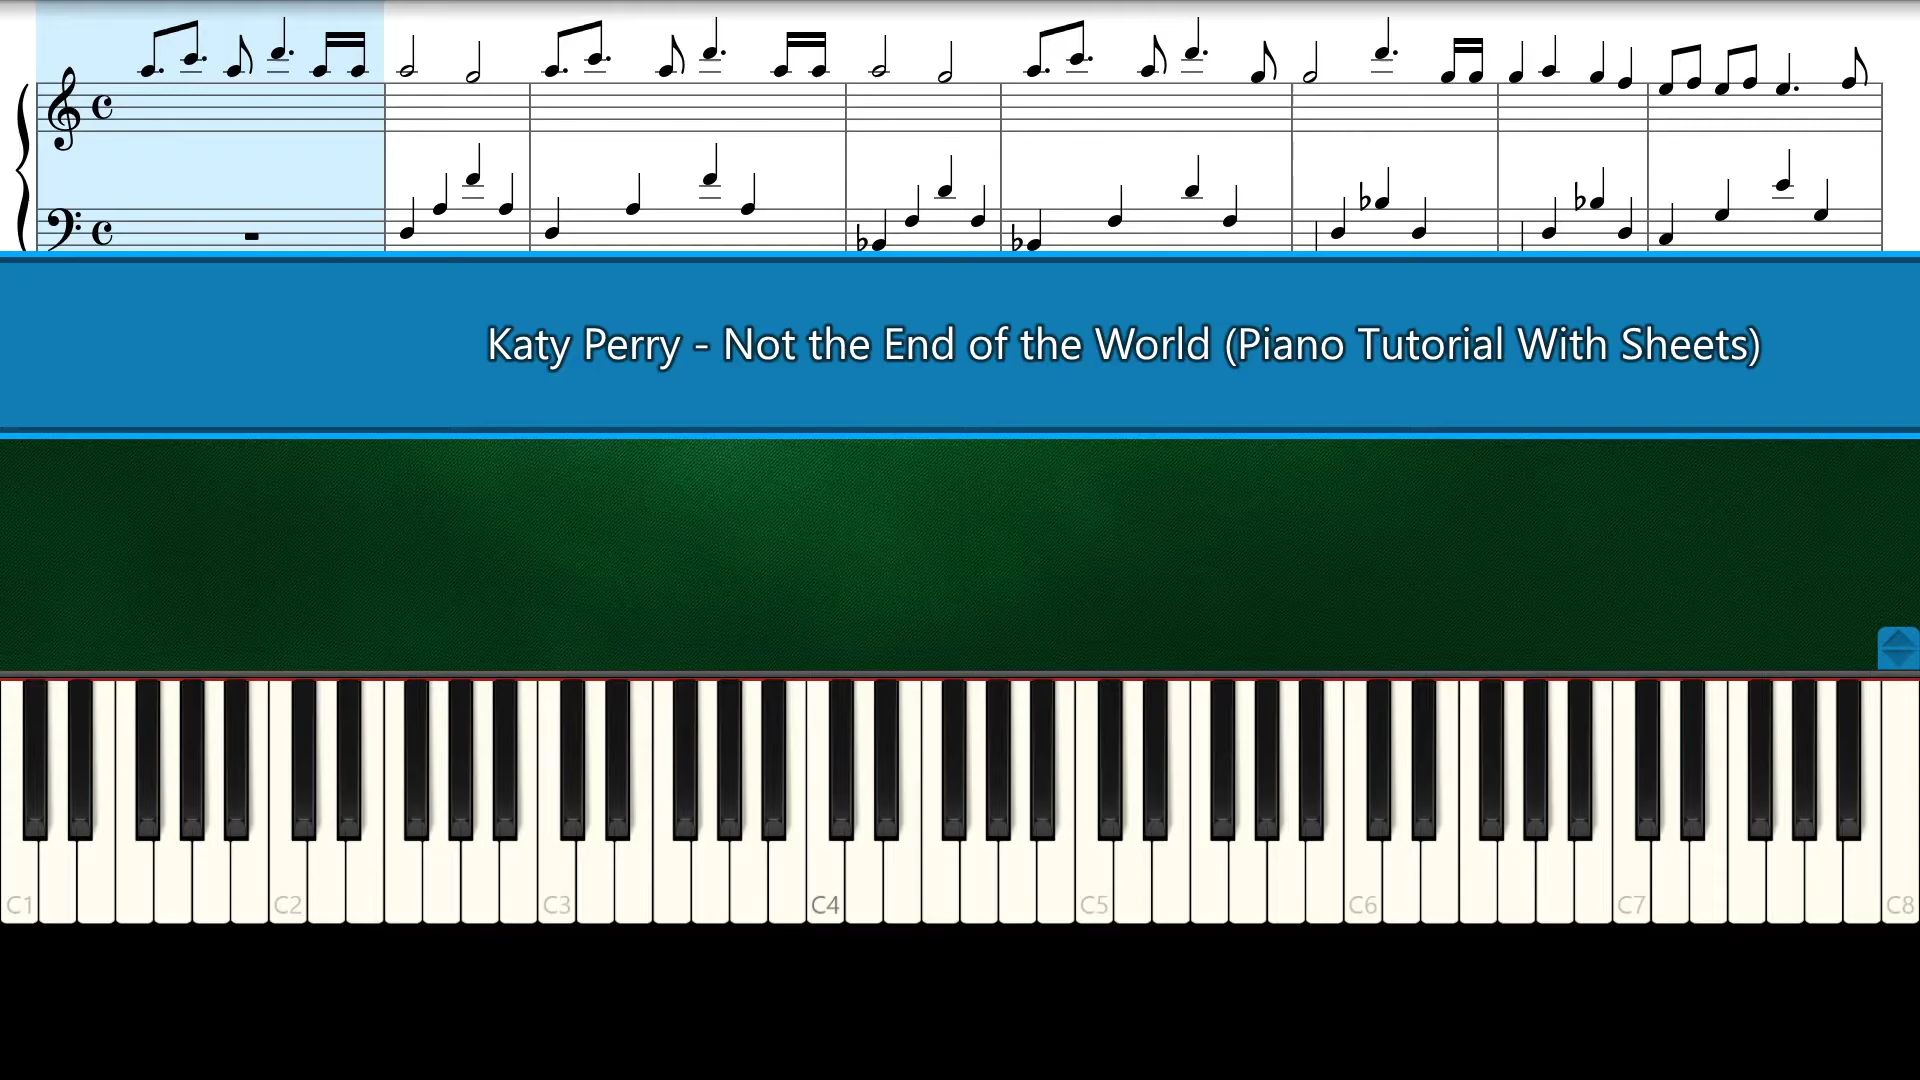 Katy Perry - Not the End of the World (Piano Tutorial With Sheets)
C1 C2 C3 C4 C5 C6 C7 C8